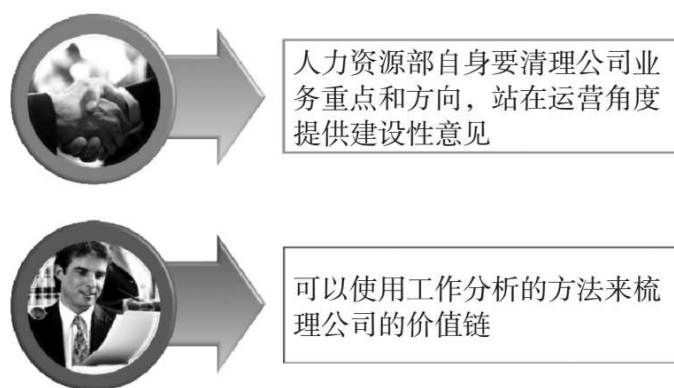 人力资源部自身要清理公司业
务重点和方向，站在运营角度
提供建设性意见
可以使用工作分析的方法来梳
理公司的价值链